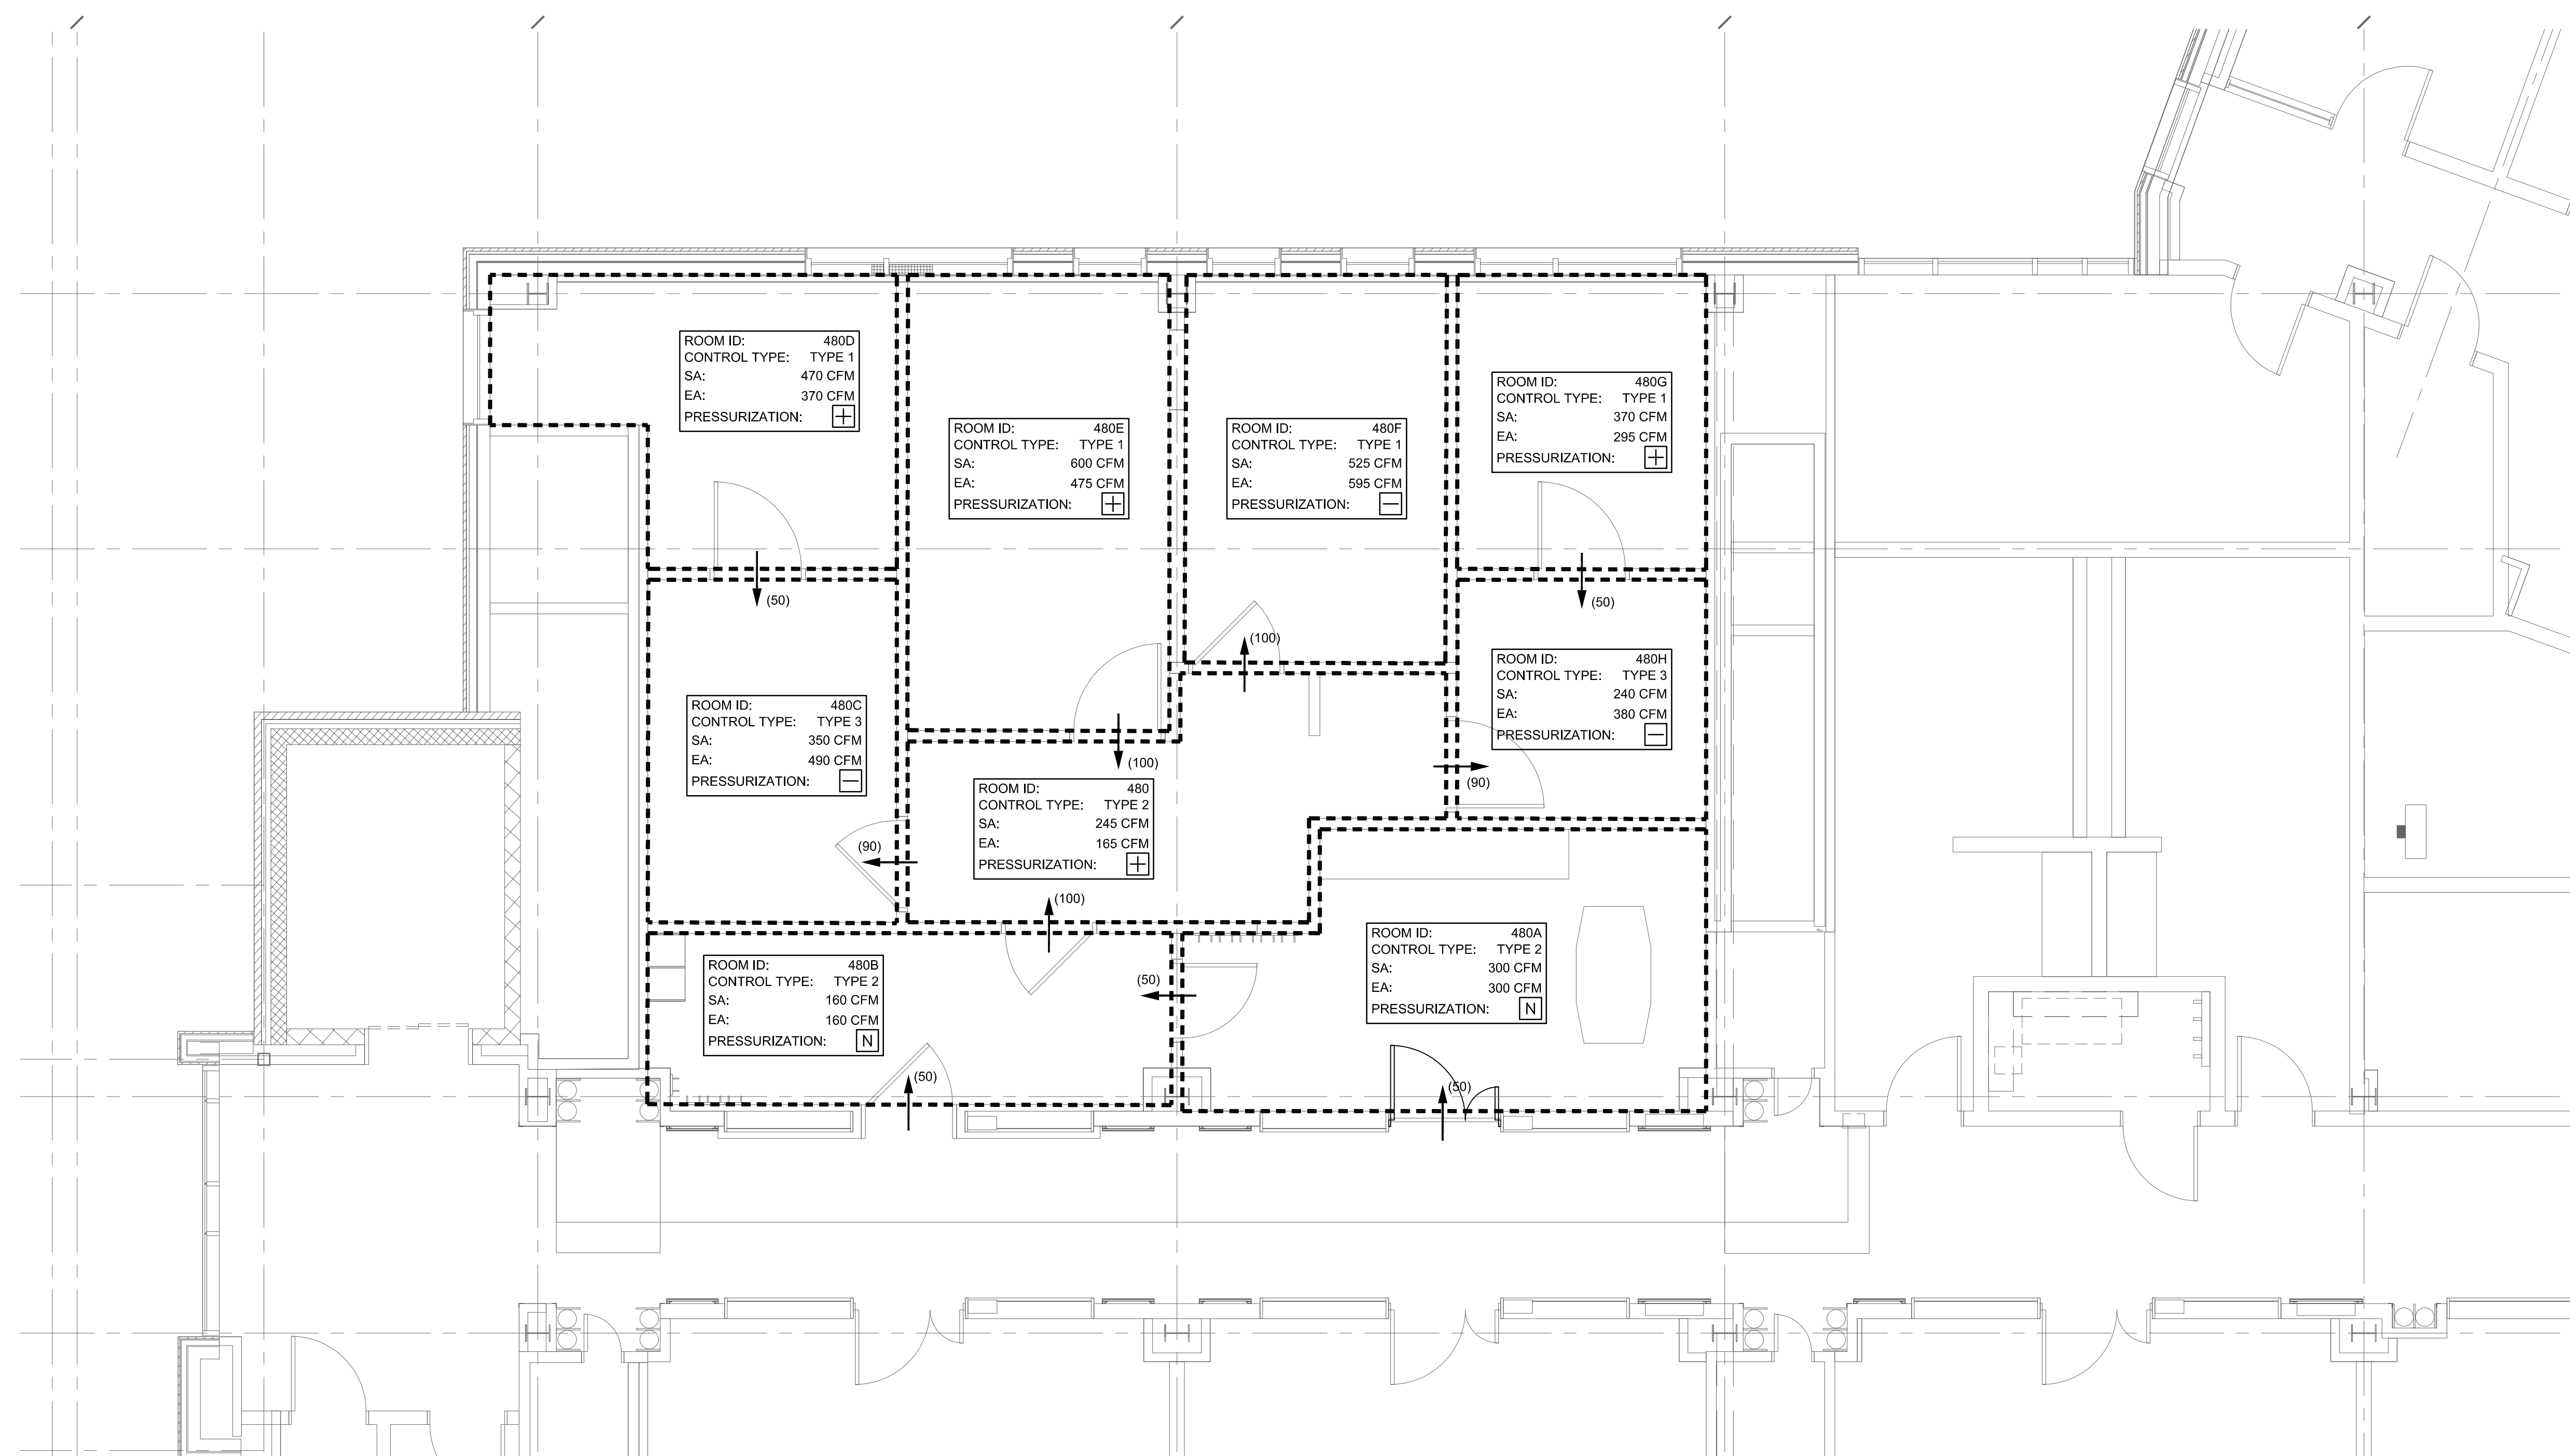 ROOM ID: 480D
CONTROL TYPE: TYPE 1
SA: 470 CFM
EA: 370 CFM
PRESSURIZATION: +
ROOM ID: 480E
CONTROL TYPE: TYPE 1
SA: 600 CFM
EA: 475 CFM
PRESSURIZATION: +
ROOM ID: 480F
CONTROL TYPE: TYPE 1
SA: 525 CFM
EA: 595 CFM
PRESSURIZATION: —
ROOM ID: 480G
CONTROL TYPE: TYPE 1
SA: 370 CFM
EA: 295 CFM
PRESSURIZATION: +
(50)
(50)
(100)
ROOM ID: 480C
CONTROL TYPE: TYPE 3
SA: 350 CFM
EA: 490 CFM
PRESSURIZATION: —
ROOM ID: 480H
CONTROL TYPE: TYPE 3
SA: 240 CFM
EA: 380 CFM
PRESSURIZATION: —
(100)
(90)
ROOM ID: 480
CONTROL TYPE: TYPE 2
SA: 245 CFM
EA: 165 CFM
PRESSURIZATION: +
(90)
(100)
ROOM ID: 480B
CONTROL TYPE: TYPE 2
SA: 160 CFM
EA: 160 CFM
PRESSURIZATION: N
(50)
ROOM ID: 480A
CONTROL TYPE: TYPE 2
SA: 300 CFM
EA: 300 CFM
PRESSURIZATION: N
(50)
(50)